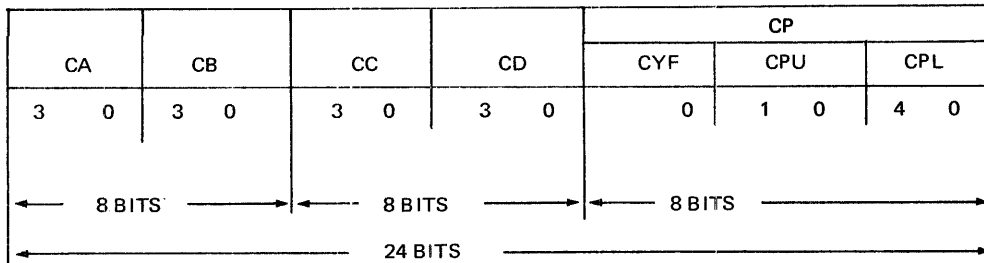 CP
CA CB CC CD CYF CPU CPL
3 0 3 0 3 0 3 0 0 1 0 4 0
8 BITS 8 BITS 8 BITS
24 BITS